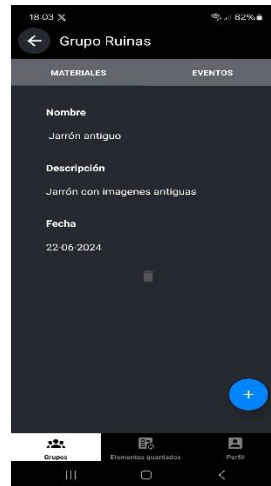 18:03
82%
Grupo Ruinas
MATERIALES EVENTOS
Nombre
Jarrón antiguo
Descripción
Jarrón con imagenes antiguas
Fecha
22-06-2024
+
Grupos Elementos guardados Perfil